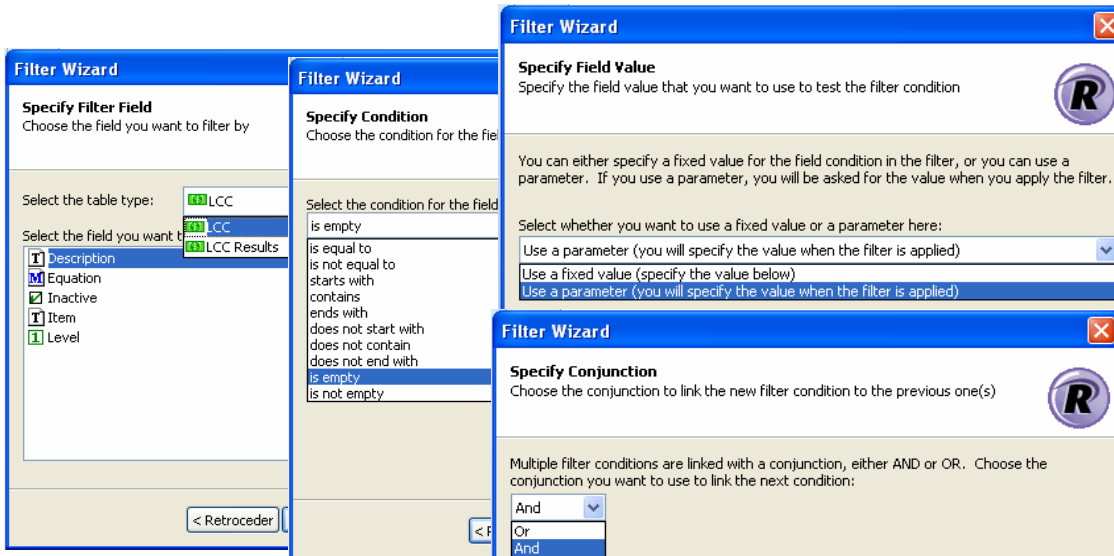 Filter Wizard
Specify Filter Field
Choose the field you want to filter by
Select the table type:
LCC
LCC
LCC Results
Select the field you want t
Description
Equation
Inactive
Item
Level
< Retroceder
Filter Wizard
Specify Condition
Choose the condition for the fie
Select the condition for the field
is empty
is equal to
is not equal to
starts with
contains
ends with
does not start with
does not contain
does not end with
is empty
is not empty
Filter Wizard
Specify Field Value
Specify the field value that you want to use to test the filter condition
R
You can either specify a fixed value for the field condition in the filter, or you can use a
parameter. If you use a parameter, you will be asked for the value when you apply the filter.
Select whether you want to use a fixed value or a parameter here:
Use a parameter (you will specify the value when the filter is applied)
Use a fixed value (specify the value below)
Use a parameter (you will specify the value when the filter is applied)
Filter Wizard
Specify Conjunction
Choose the conjunction to link the new filter condition to the previous one(s)
R
Multiple filter conditions are linked with a conjunction, either AND or OR. Choose the
conjunction you want to use to link the next condition:
And
Or
And